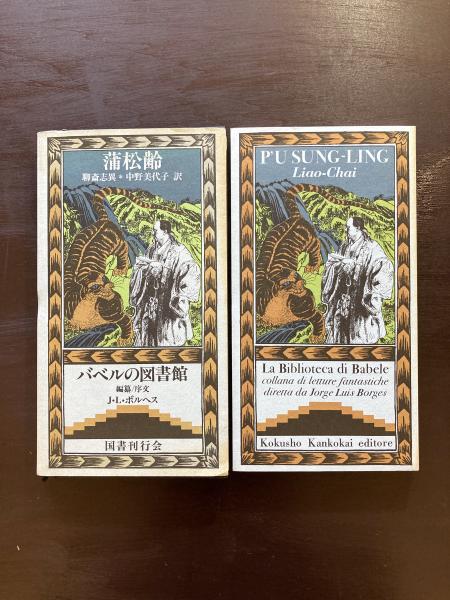 蒲松齡
聊斎志異*中野美代子 訳
バベルの図書館
編纂/序文
J・L・ボルヘス
国書刊行会
P'U SUNG-LING
Liao-Chai
La Biblioteca di Babele
collana di letture fantastiche
diretta da Jorge Luis Borges
Kokusho Kankokai editore